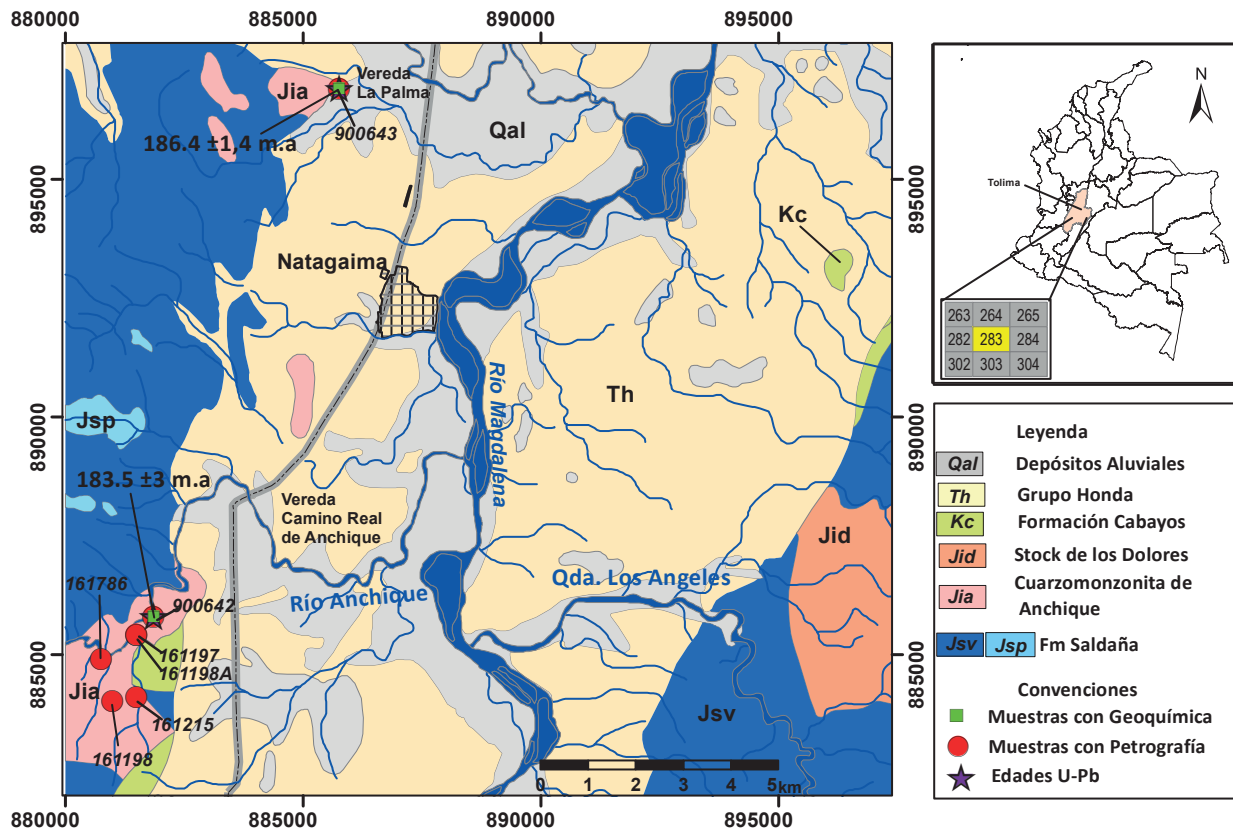 880000 885000 890000 895000
895000
890000
885000
Jia
Vereda
La Palma
900643
186.4 ±1,4 m.a
Qal
Kc
Natagaima
Río Magdalena
Th
Jsp
183.5 ±3 m.a
Vereda
Camino Real
de Anchique
Jid
161786
900642
Río Anchique
Qda. Los Angeles
161197
161198A
Jia
161215
161198
Jsv
0 1 2 3 4 5km
895000
890000
885000
880000 885000 890000 895000
N
Tolima
263 264 265
282 283 284
302 303 304
Leyenda
Qal Depósitos Aluviales
Th Grupo Honda
Kc Formación Cabayos
Jid Stock de los Dolores
Jia Cuarzomonzonita de
Anchique
Jsv Jsp Fm Saldaña
Convenciones
Muestras con Geoquímica
Muestras con Petrografía
Edades U-Pb